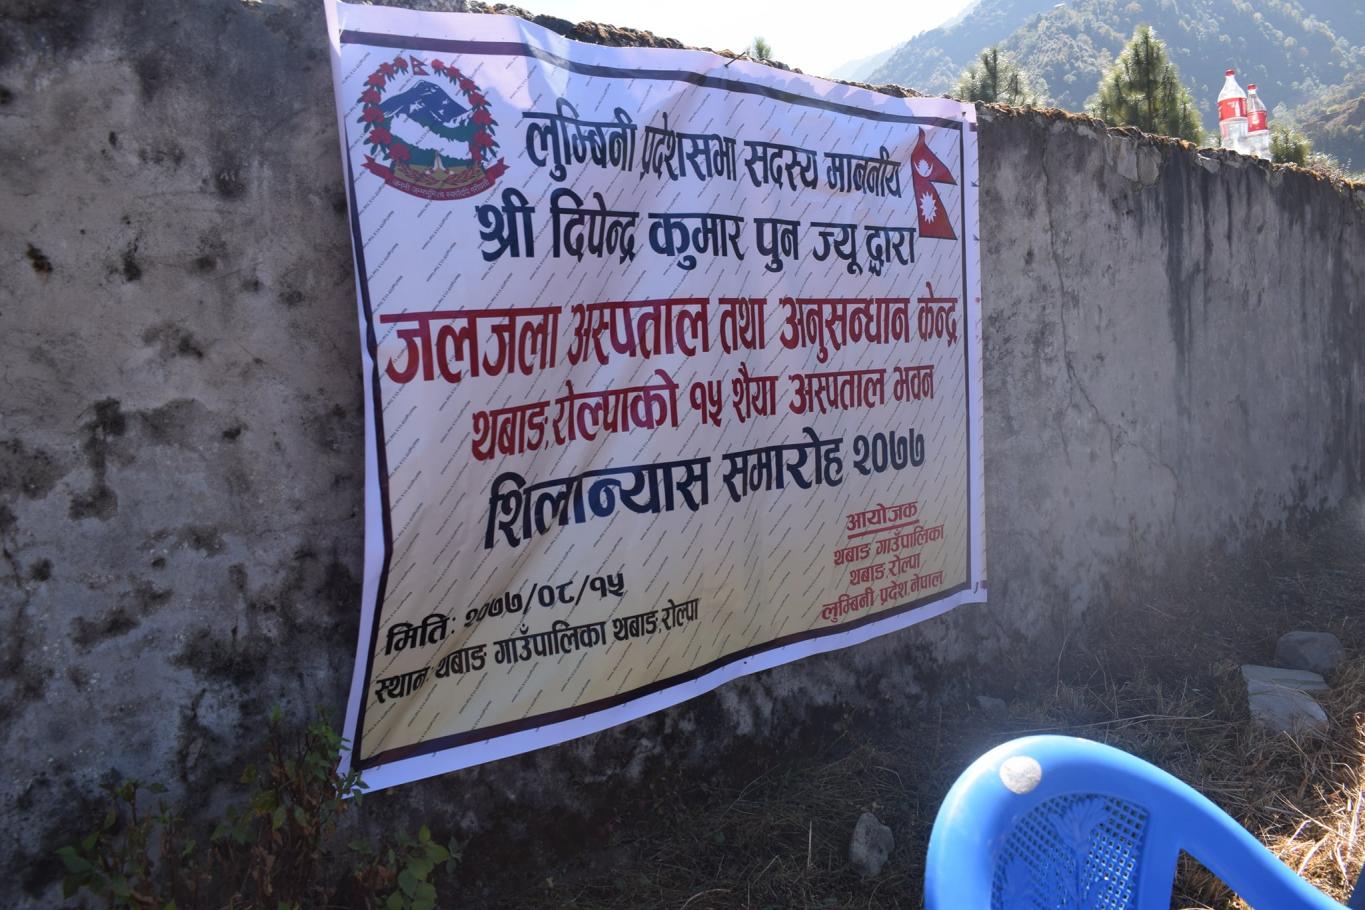 लुम्बिनी प्रदेशसभा सदस्य माबनीय
श्री दिपेन्द्र कुमार पुन ज्यू द्वारा
जलजला अस्पताल तथा अनुसन्धान केन्द्र
थबाङ, रोल्पाको १५ शैया अस्पताल भवन
शिलान्यास समारोह २०७७
मिति: २०७७/०८/१५
स्थान: थबाङ गाउँपालिका थबाङ, रोल्पा
आयोजक
थबाङ गाउँपालिका
थबाङ, रोल्पा
लुम्बिनी प्रदेश, नेपाल